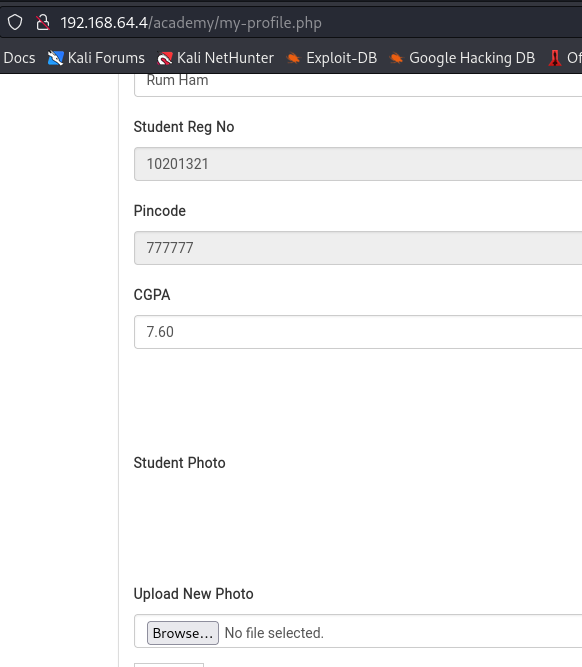 192.168.64.4/academy/my-profile.php
Docs Kali Forums Kali NetHunter Exploit-DB Google Hacking DB Of
Rum Ham
Student Reg No
10201321
Pincode
777777
CGPA
7.60
Student Photo
Upload New Photo
Browse... No file selected.